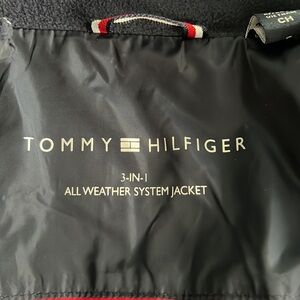 TOMMY HILFIGER
3-IN-1
ALL WEATHER SYSTEM JACKET